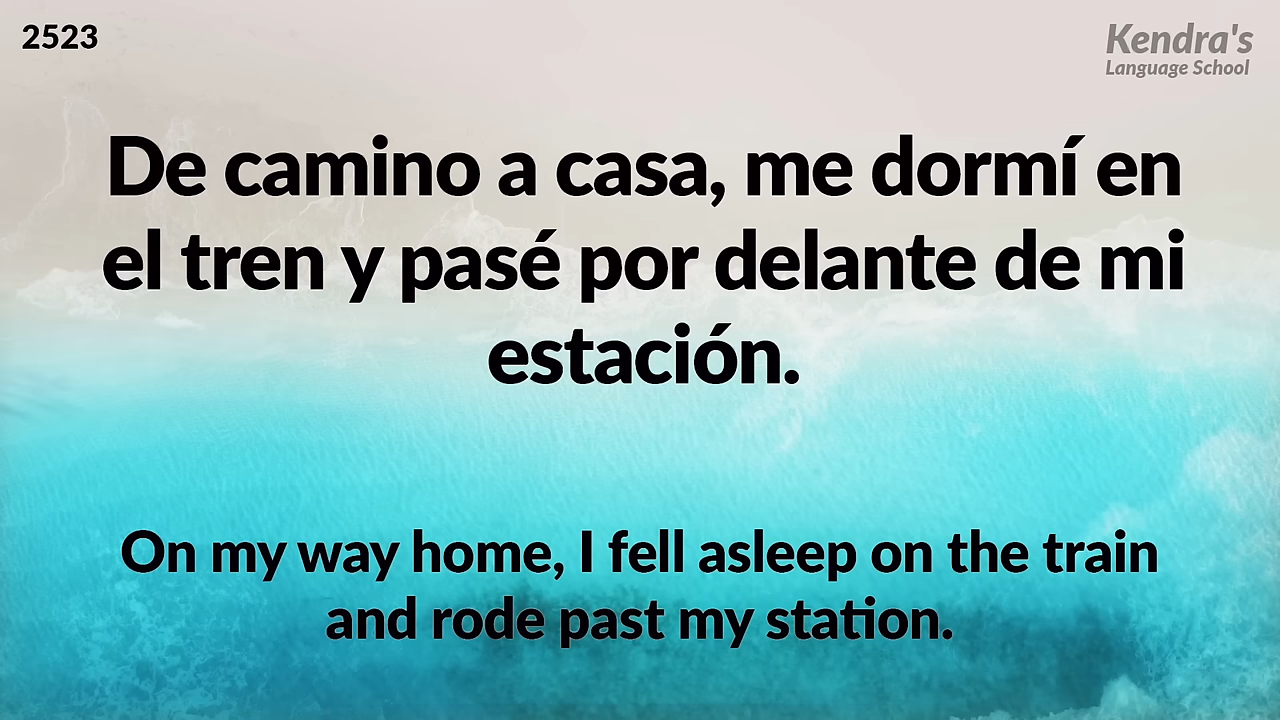 2523
Kendra's
Language School
De camino a casa, me dormí en
el tren y pasé por delante de mi
estación.
On my way home, I fell asleep on the train
and rode past my station.